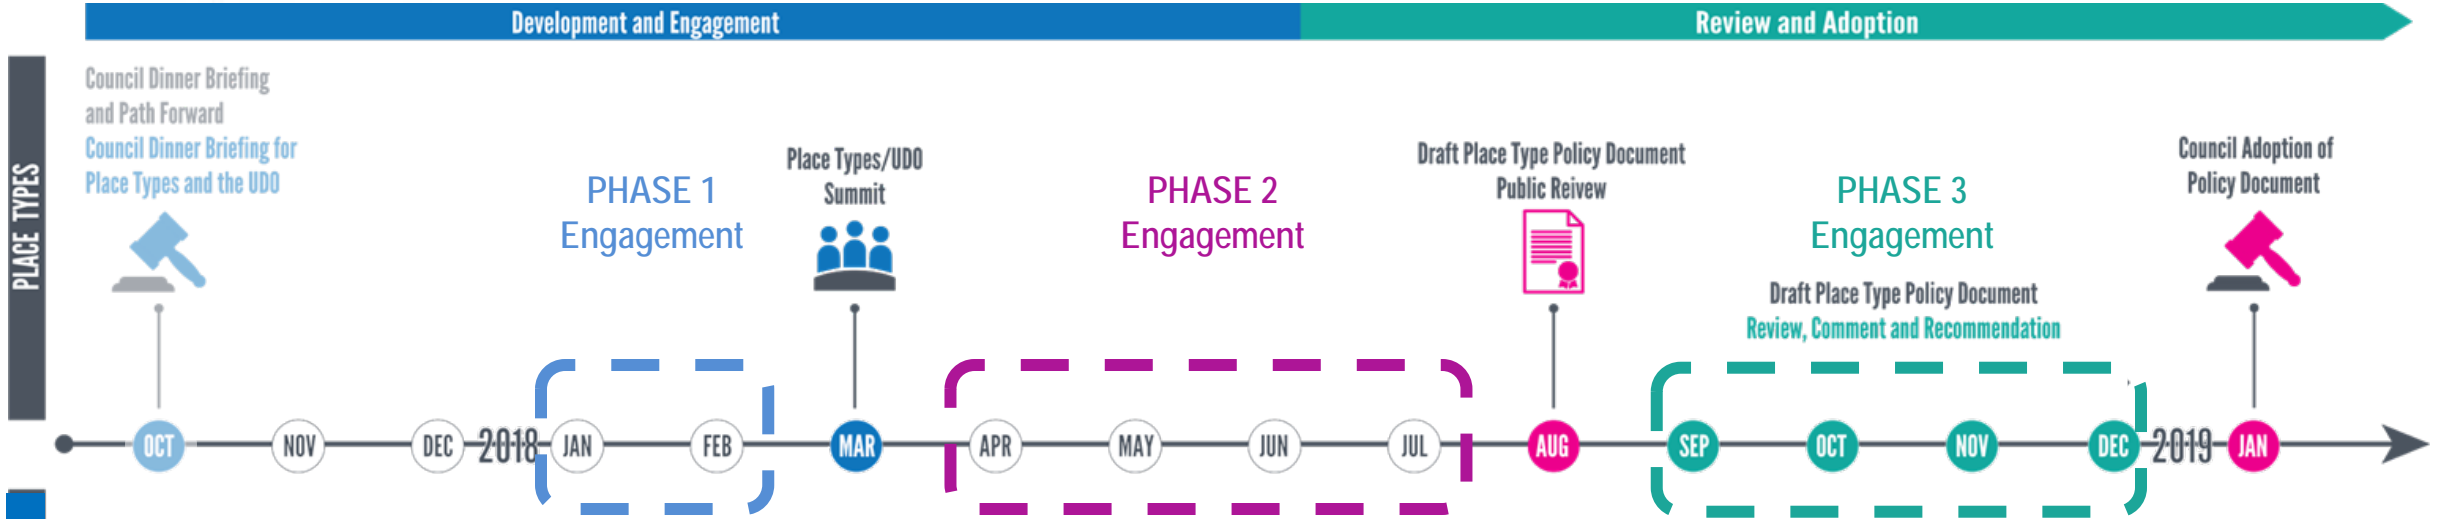 Development and Engagement
Review and Adoption
PLACE TYPES
Council Dinner Briefing
and Path Forward
Council Dinner Briefing for
Place Types and the UDO
PHASE 1
Engagement
Place Types/UDO
Summit
PHASE 2
Engagement
Draft Place Type Policy Document
Public Reivew
PHASE 3
Engagement
Draft Place Type Policy Document
Review, Comment and Recommendation
Council Adoption of
Policy Document
OCT NOV DEC 2018 JAN FEB MAR APR MAY JUN JUL AUG SEP OCT NOV DEC 2019 JAN